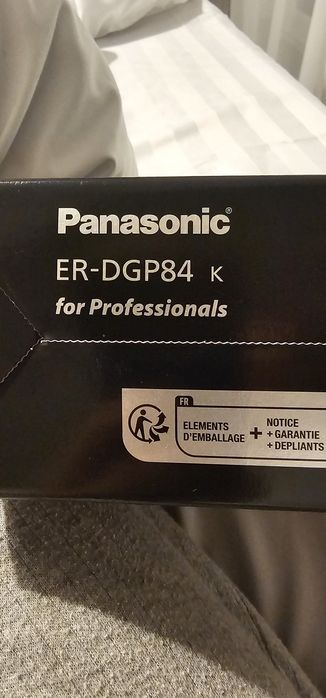 Panasonic®
ER-DGP84 K
for Professionals
FR
ELEMENTS
D'EMBALLAGE
+
NOTICE
+ GARANTIE
+ DEPLIANTS